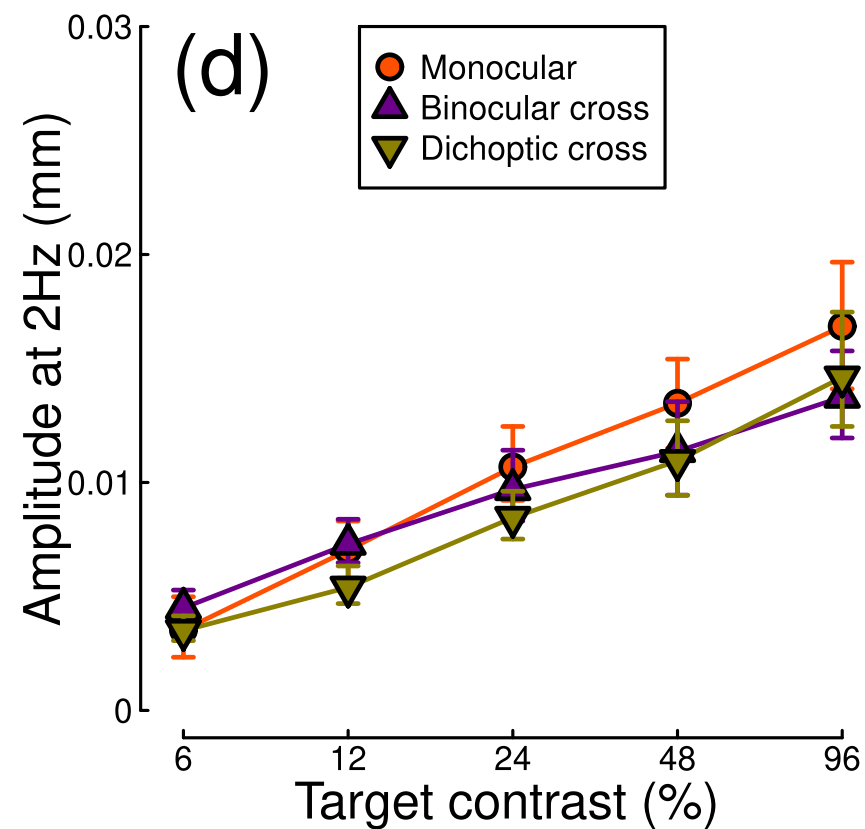 (d)
Monocular
Binocular cross
Dichoptic cross
Amplitude at 2Hz (mm)
0.03
0.02
0.01
0
6 12 24 48 96
Target contrast (%)